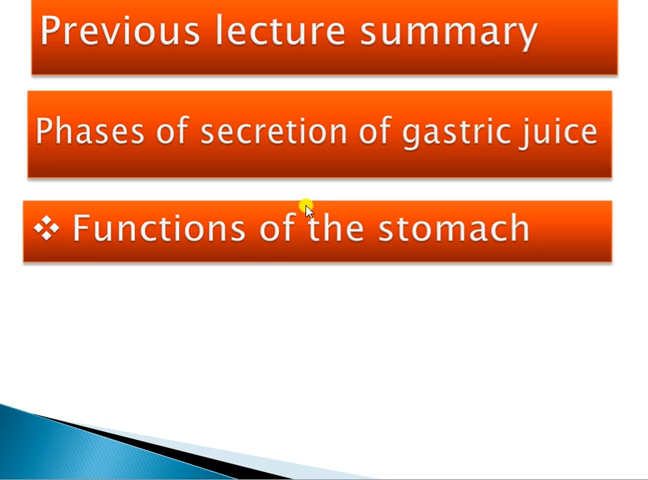 Previous lecture summary
Phases of secretion of gastric juice
❖ Functions of the stomach